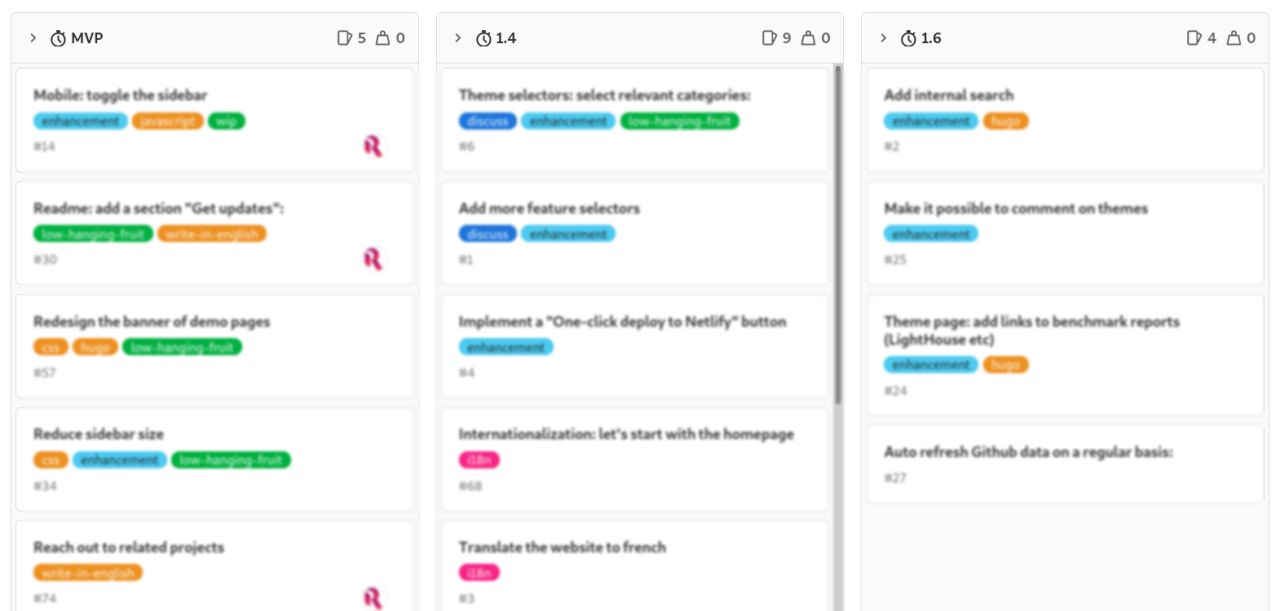 MVP 5 0
Mobile: toggle the sidebar
enhancement javascript wip
#14
Readme: add a section "Get updates":
low-hanging-fruit write-in-english
#30
Redesign the banner of demo pages
css hugo low-hanging-fruit
#57
Reduce sidebar size
css enhancement low-hanging-fruit
#34
Reach out to related projects
write-in-english
#74
1.4 9 0
Theme selectors: select relevant categories:
discuss enhancement low-hanging-fruit
#6
Add more feature selectors
discuss enhancement
#1
Implement a "One-click deploy to Netlify" button
enhancement
#4
Internationalization: let's start with the homepage
i18n
#68
Translate the website to french
i18n
#3
1.6 4 0
Add internal search
enhancement hugo
#2
Make it possible to comment on themes
enhancement
#25
Theme page: add links to benchmark reports
(LightHouse etc)
enhancement hugo
#24
Auto refresh Github data on a regular basis:
#27